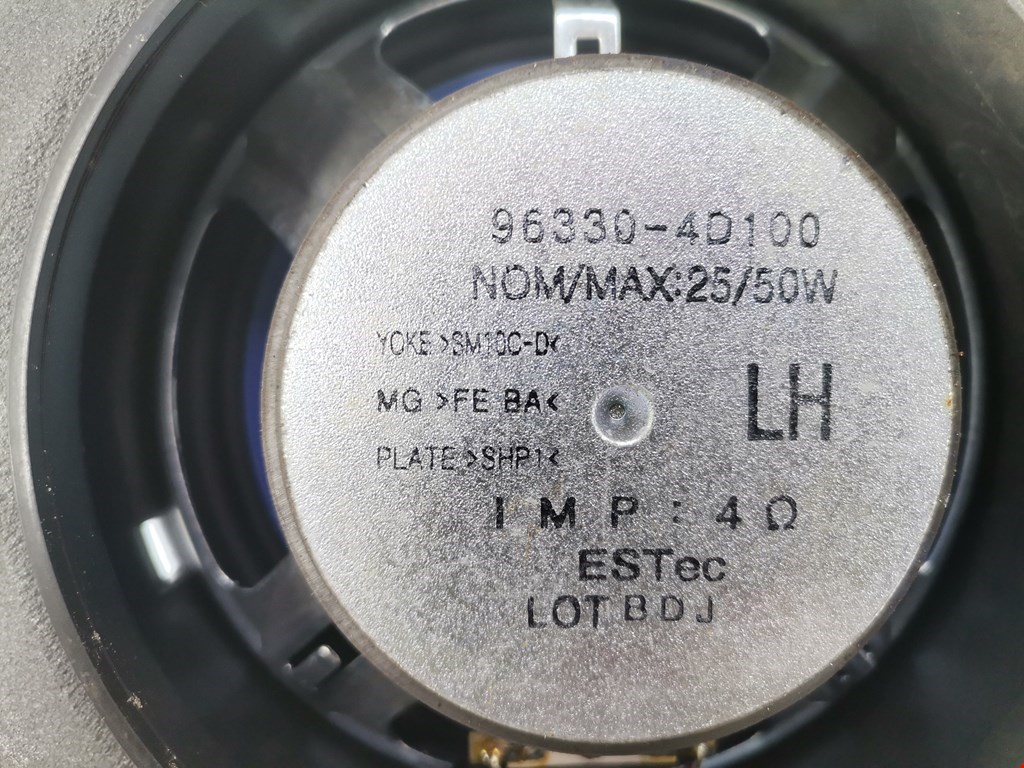 96330-4D100
NOM/MAX:25/50W
YOKE >SM10C-D<
MG >FE BA<
PLATE >SHP1<
LH
IMP: 4Ω
ESTec
LOT BDJ